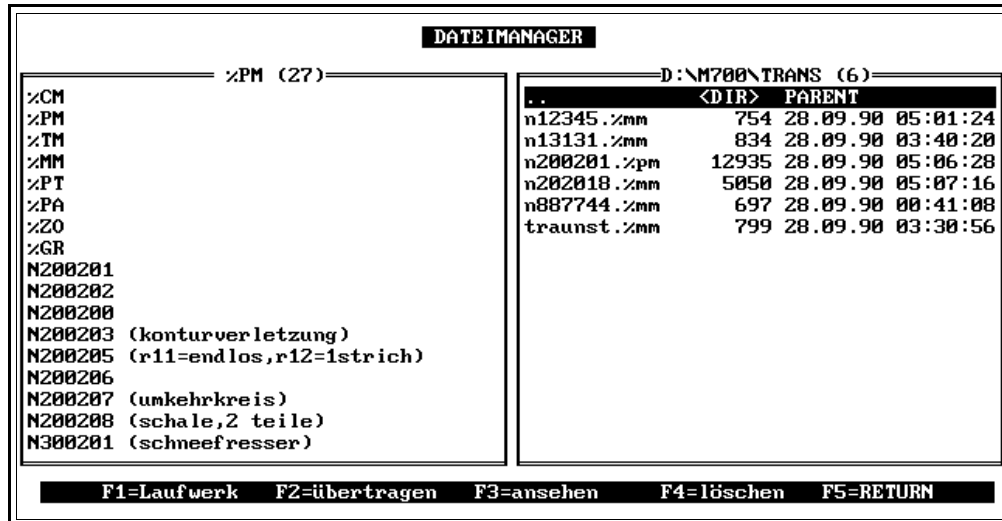 DATEIMANAGER
%PM (27)
%CM
%PM
%TM
%MM
%PT
%PA
%ZO
%GR
N200201
N200202
N200200
N200203 (konturverletzung)
N200205 (r11=endlos,r12=1strich)
N200206
N200207 (umkehrkreis)
N200208 (schale,2 teile)
N300201 (schneefresser)
D:\M700\TRANS (6)
.. <DIR> PARENT
n12345.%mm 754 28.09.90 05:01:24
n13131.%mm 834 28.09.90 03:40:20
n200201.%pm 12935 28.09.90 05:06:28
n202018.%mm 5050 28.09.90 05:07:16
n887744.%mm 697 28.09.90 00:41:08
traunst.%mm 799 28.09.90 03:30:56
F1=Laufwerk F2=übertragen F3=ansehen F4=löschen F5=RETURN